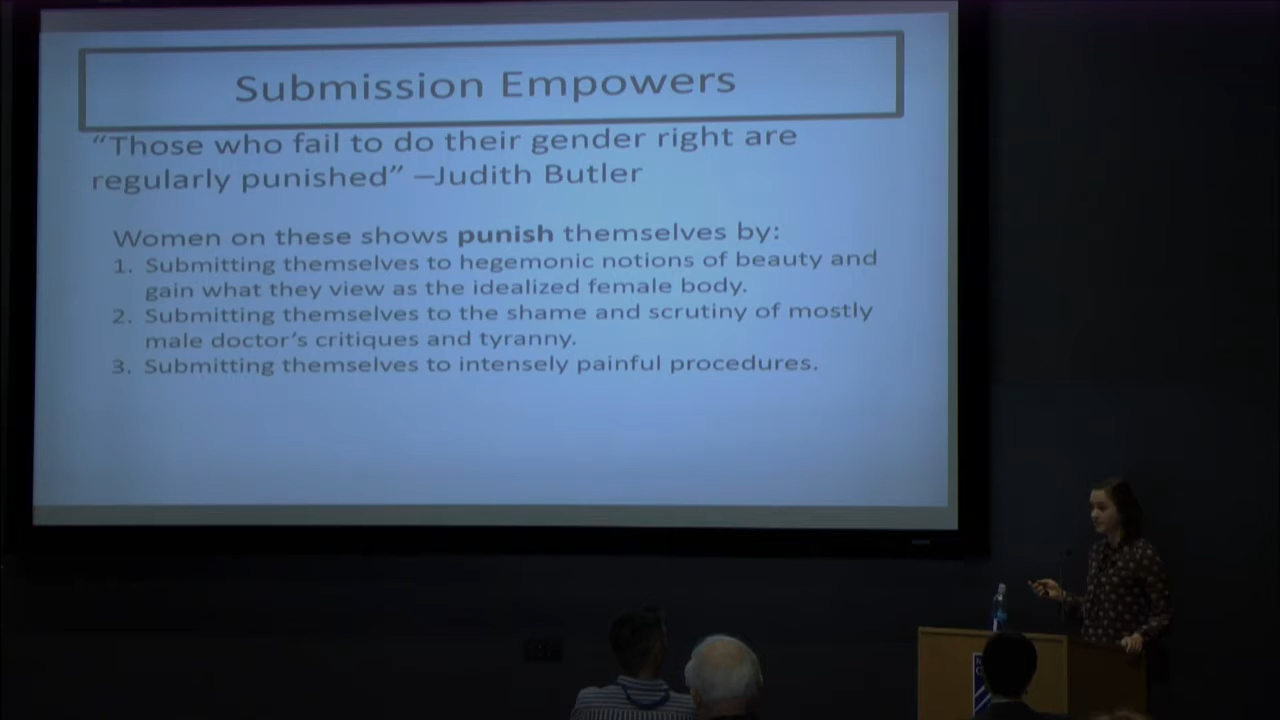 Submission Empowers
“Those who fail to do their gender right are
regularly punished” –Judith Butler
Women on these shows punish themselves by:
1. Submitting themselves to hegemonic notions of beauty and
gain what they view as the idealized female body.
2. Submitting themselves to the shame and scrutiny of mostly
male doctor’s critiques and tyranny.
3. Submitting themselves to intensely painful procedures.